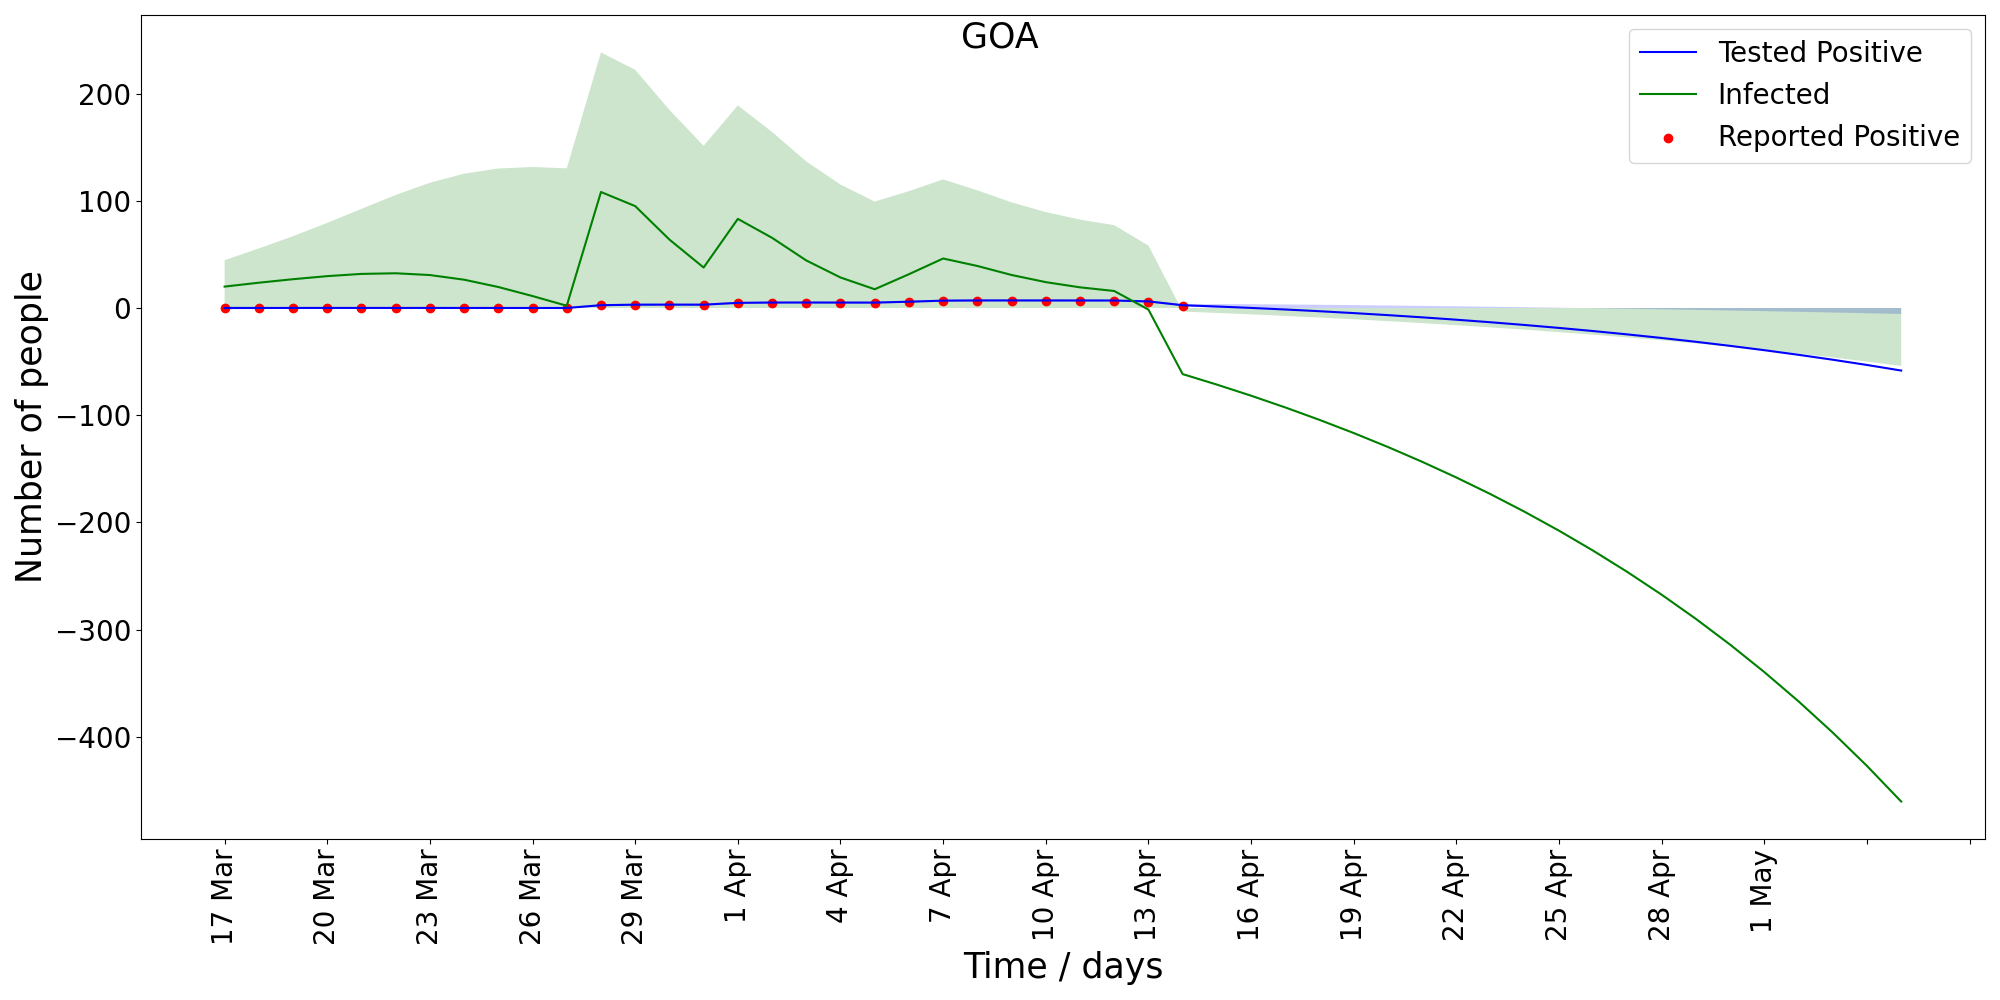 GOA
Tested Positive
Infected
Reported Positive
Number of people
200
100
0
−100
−200
−300
−400
17 Mar
20 Mar
23 Mar
26 Mar
29 Mar
1 Apr
4 Apr
7 Apr
10 Apr
13 Apr
16 Apr
19 Apr
22 Apr
25 Apr
28 Apr
1 May
Time / days